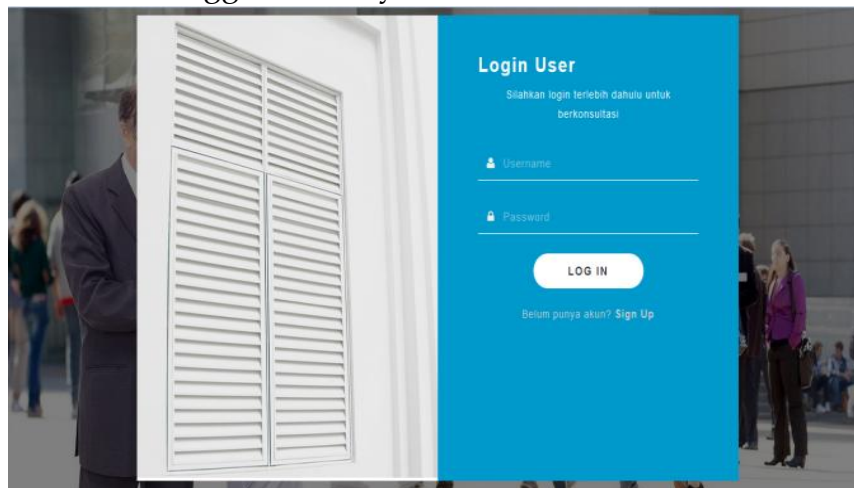 Login User
Silahkan login terlebih dahulu untuk
berkonsultasi
Username
Password
LOG IN
Belum punya akun? Sign Up